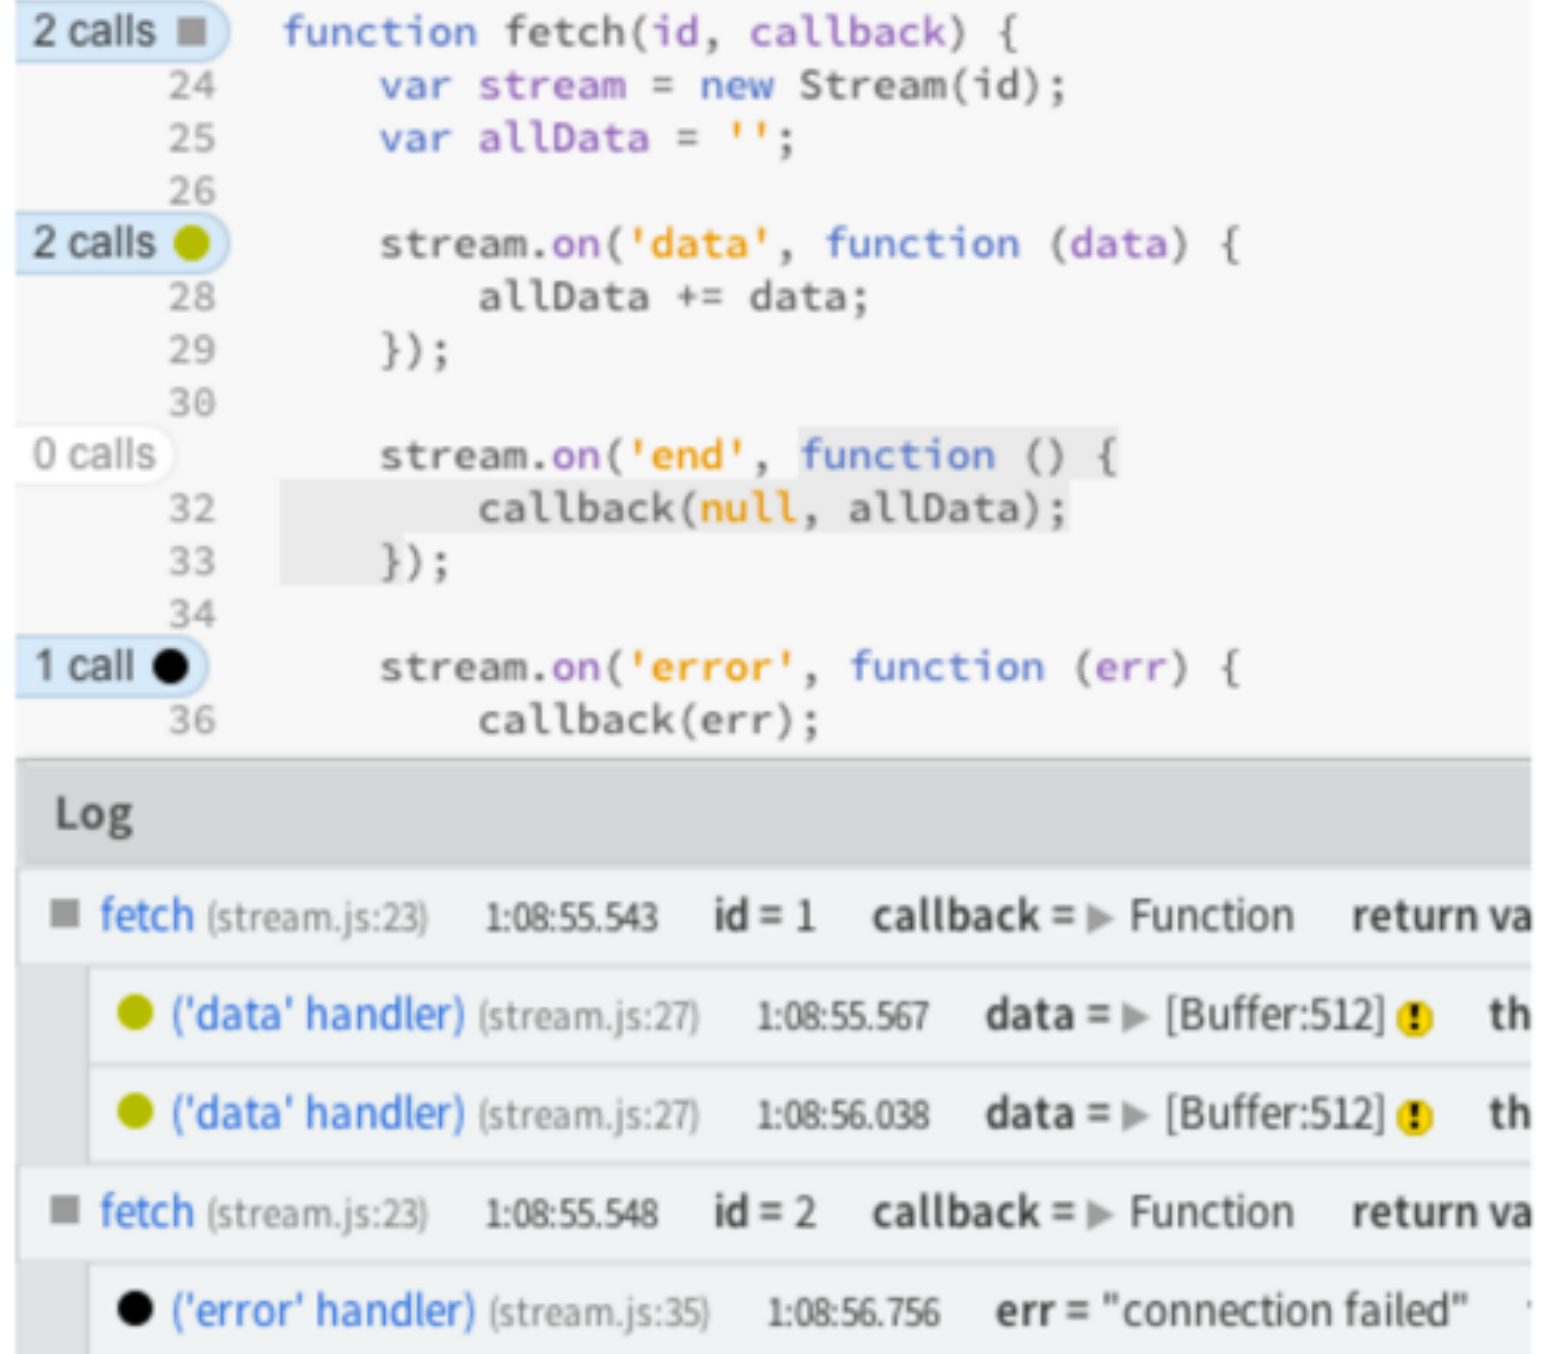 2 calls function fetch(id, callback) {
24 var stream = new Stream(id);
25 var allData = '';
26
2 calls stream.on('data', function (data) {
28 allData += data;
29 });
30
0 calls stream.on('end', function () {
32 callback(null, allData);
33 });
34
1 call stream.on('error', function (err) {
36 callback(err);
Log
fetch (stream.js:23) 1:08:55.543 id = 1 callback = ▶ Function return va
('data' handler) (stream.js:27) 1:08:55.567 data = ▶ [Buffer:512] ! th
('data' handler) (stream.js:27) 1:08:56.038 data = ▶ [Buffer:512] ! th
fetch (stream.js:23) 1:08:55.548 id = 2 callback = ▶ Function return va
('error' handler) (stream.js:35) 1:08:56.756 err = "connection failed"